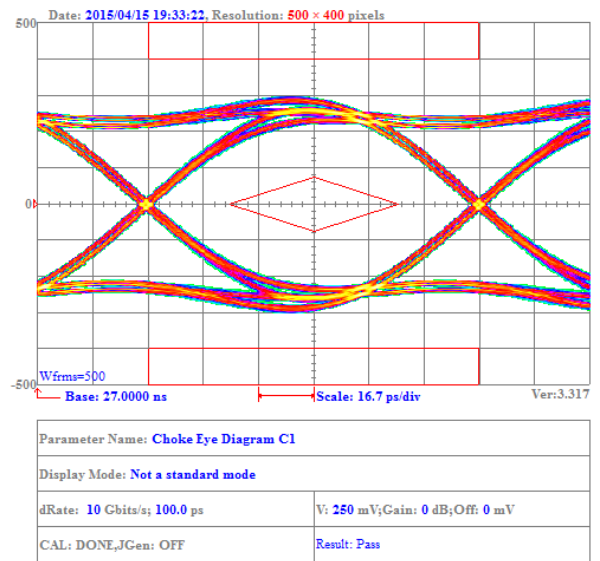 Date: 2015/04/15 19:33:22, Resolution: 500 × 400 pixels
500
0
Wfrms=500
-500
Base: 27.0000 ns Scale: 16.7 ps/div Ver:3.317
Parameter Name: Choke Eye Diagram C1
Display Mode: Not a standard mode
dRate: 10 Gbits/s; 100.0 ps V: 250 mV;Gain: 0 dB;Off: 0 mV
CAL: DONE,JGen: OFF Result: Pass